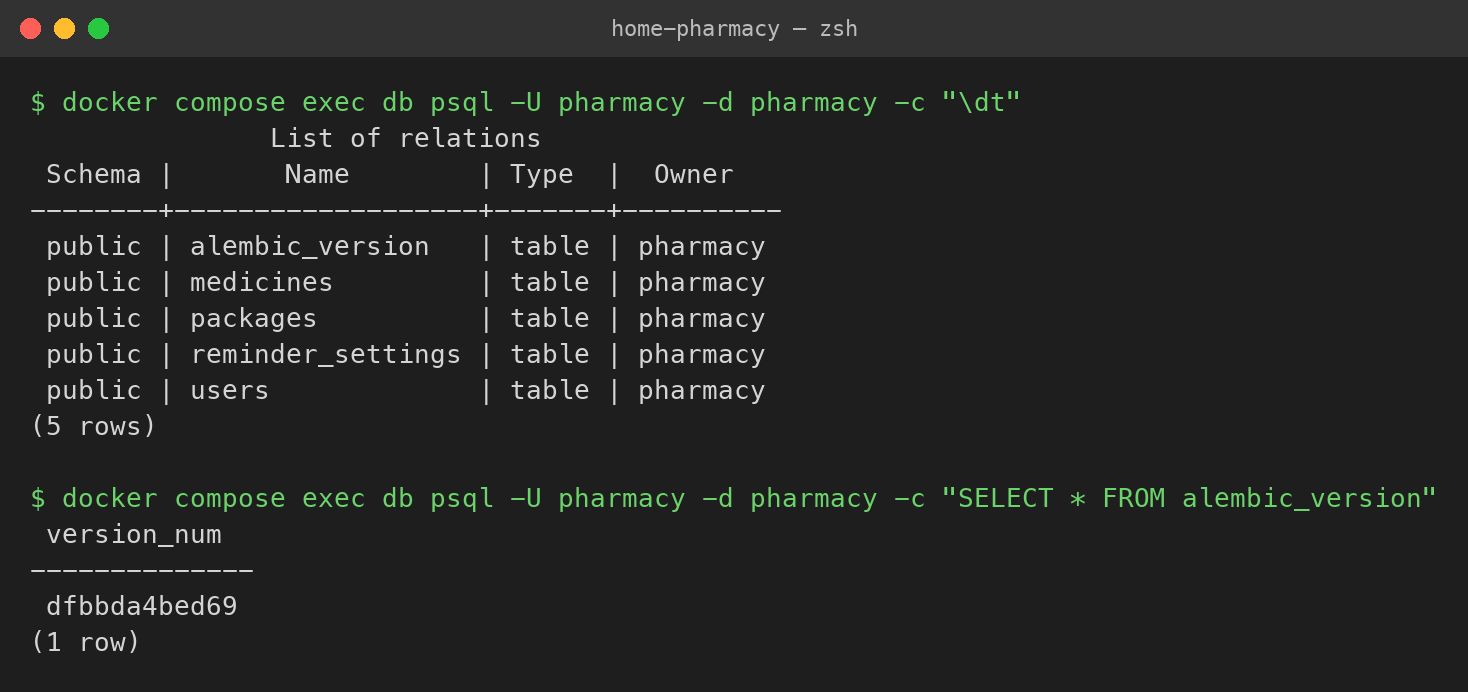 home-pharmacy — zsh
$ docker compose exec db psql -U pharmacy -d pharmacy -c "\dt"
               List of relations
 Schema |       Name        | Type  |  Owner
--------+-------------------+-------+----------
 public | alembic_version   | table | pharmacy
 public | medicines         | table | pharmacy
 public | packages          | table | pharmacy
 public | reminder_settings | table | pharmacy
 public | users             | table | pharmacy
(5 rows)
$ docker compose exec db psql -U pharmacy -d pharmacy -c "SELECT * FROM alembic_version"
 version_num
--------------
 dfbbda4bed69
(1 row)